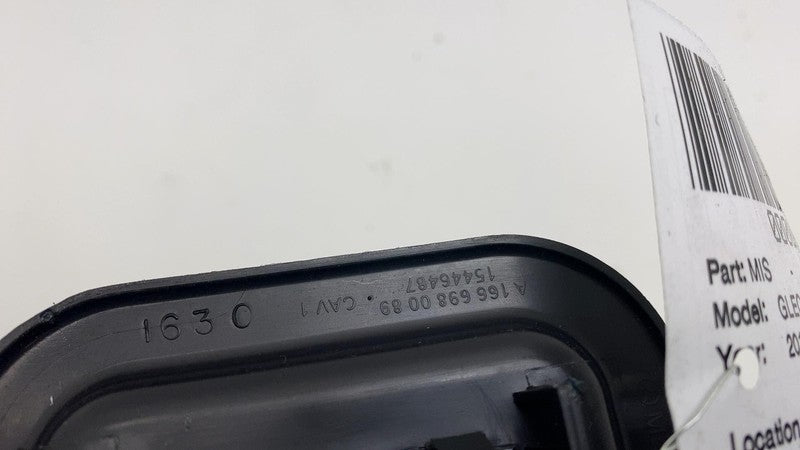 1630
A 166 698 00 89 . CAV 1
15446487
Part: MIS
Model: GLE
Year: 20
Location